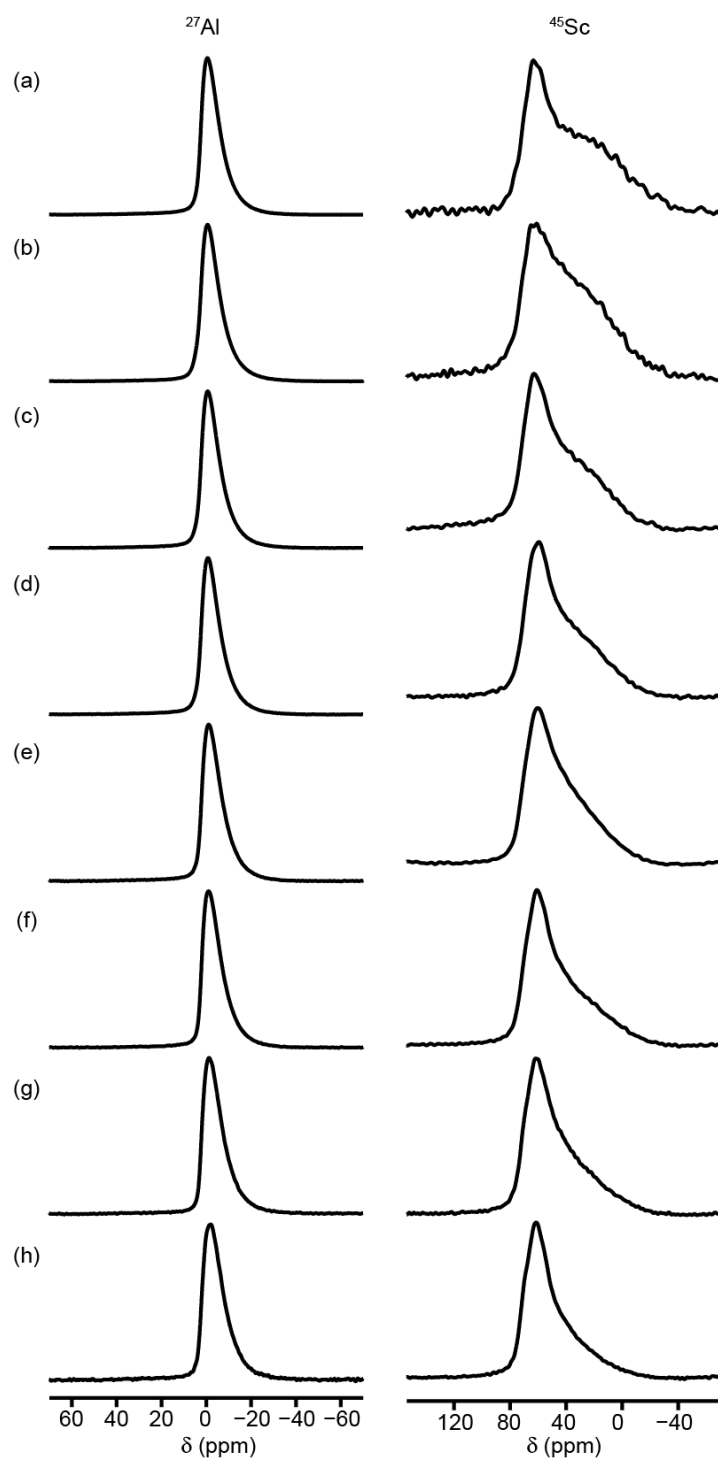 ²⁷Al ⁴⁵Sc
(a)
(b)
(c)
(d)
(e)
(f)
(g)
(h)
60 40 20 0 −20 −40 −60 120 80 40 0 −40
δ (ppm) δ (ppm)